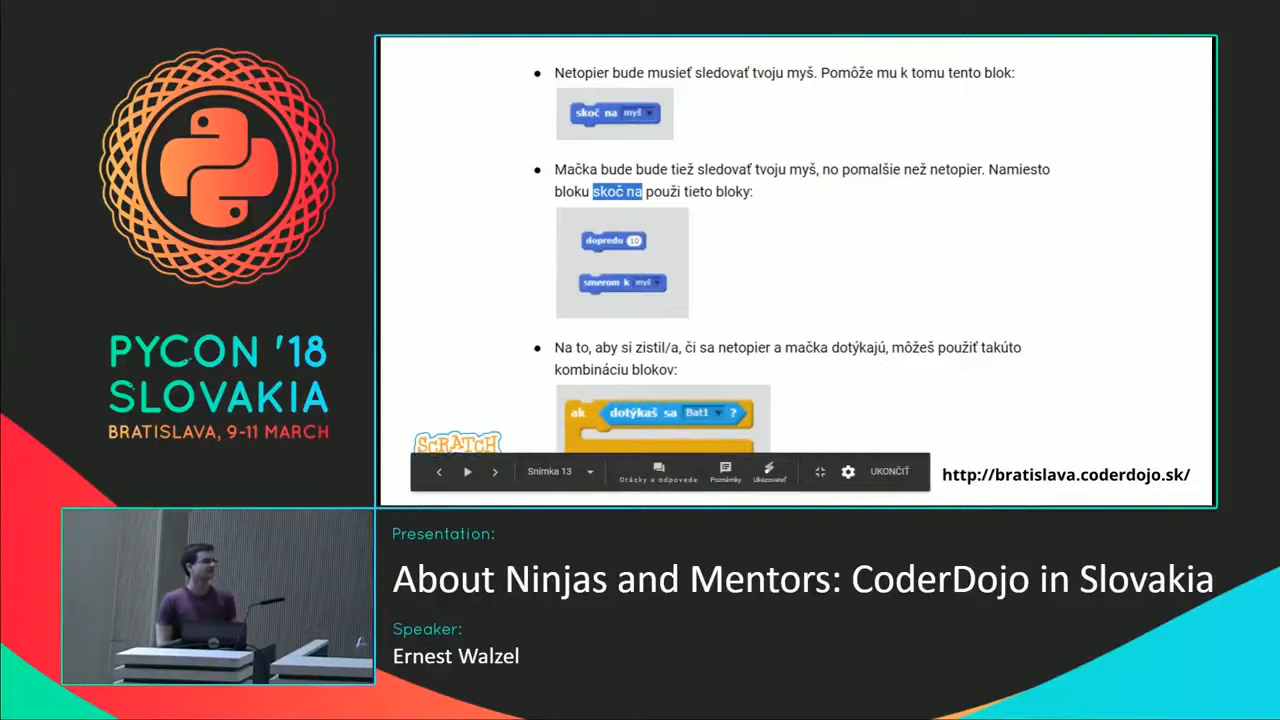 PYCON '18
SLOVAKIA
BRATISLAVA, 9-11 MARCH
Netopier bude musieť sledovať tvoju myš. Pomôže mu k tomu tento blok:
skoč na myš
Mačka bude bude tiež sledovať tvoju myš, no pomalšie než netopier. Namiesto
bloku skoč na použi tieto bloky:
dopredu 10
smerom k myš
Na to, aby si zistil/a, či sa netopier a mačka dotýkajú, môžeš použiť takúto
kombináciu blokov:
ak dotýkaš sa Bat1 ?
SCRATCH
Snímka 13
Otázky a odpovede
Poznámky
Ukazovateľ
UKONČIŤ
http://bratislava.coderdojo.sk/
Presentation:
About Ninjas and Mentors: CoderDojo in Slovakia
Speaker:
Ernest Walzel